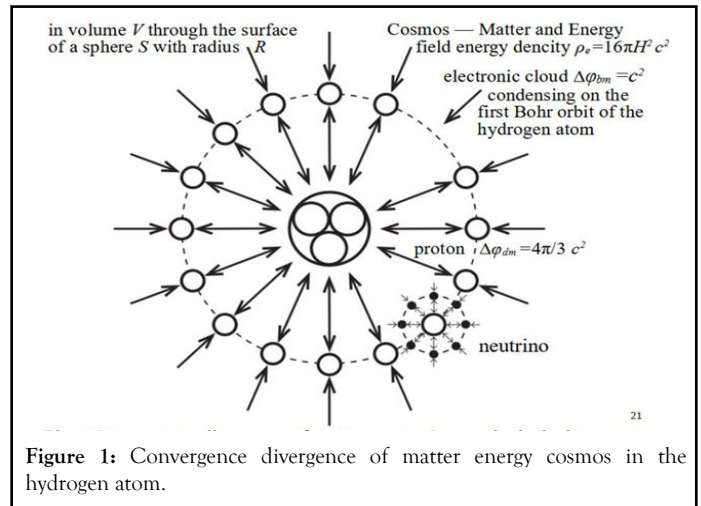 in volume V through the surface
of a sphere S with radius R
Cosmos — Matter and Energy
field energy dencity ρₑ=16πH² c²
electronic cloud Δφbm =c²
condensing on the
first Bohr orbit of the
hydrogen atom
proton Δφdm=4π/3 c²
neutrino
21
Figure 1: Convergence divergence of matter energy cosmos in the
hydrogen atom.